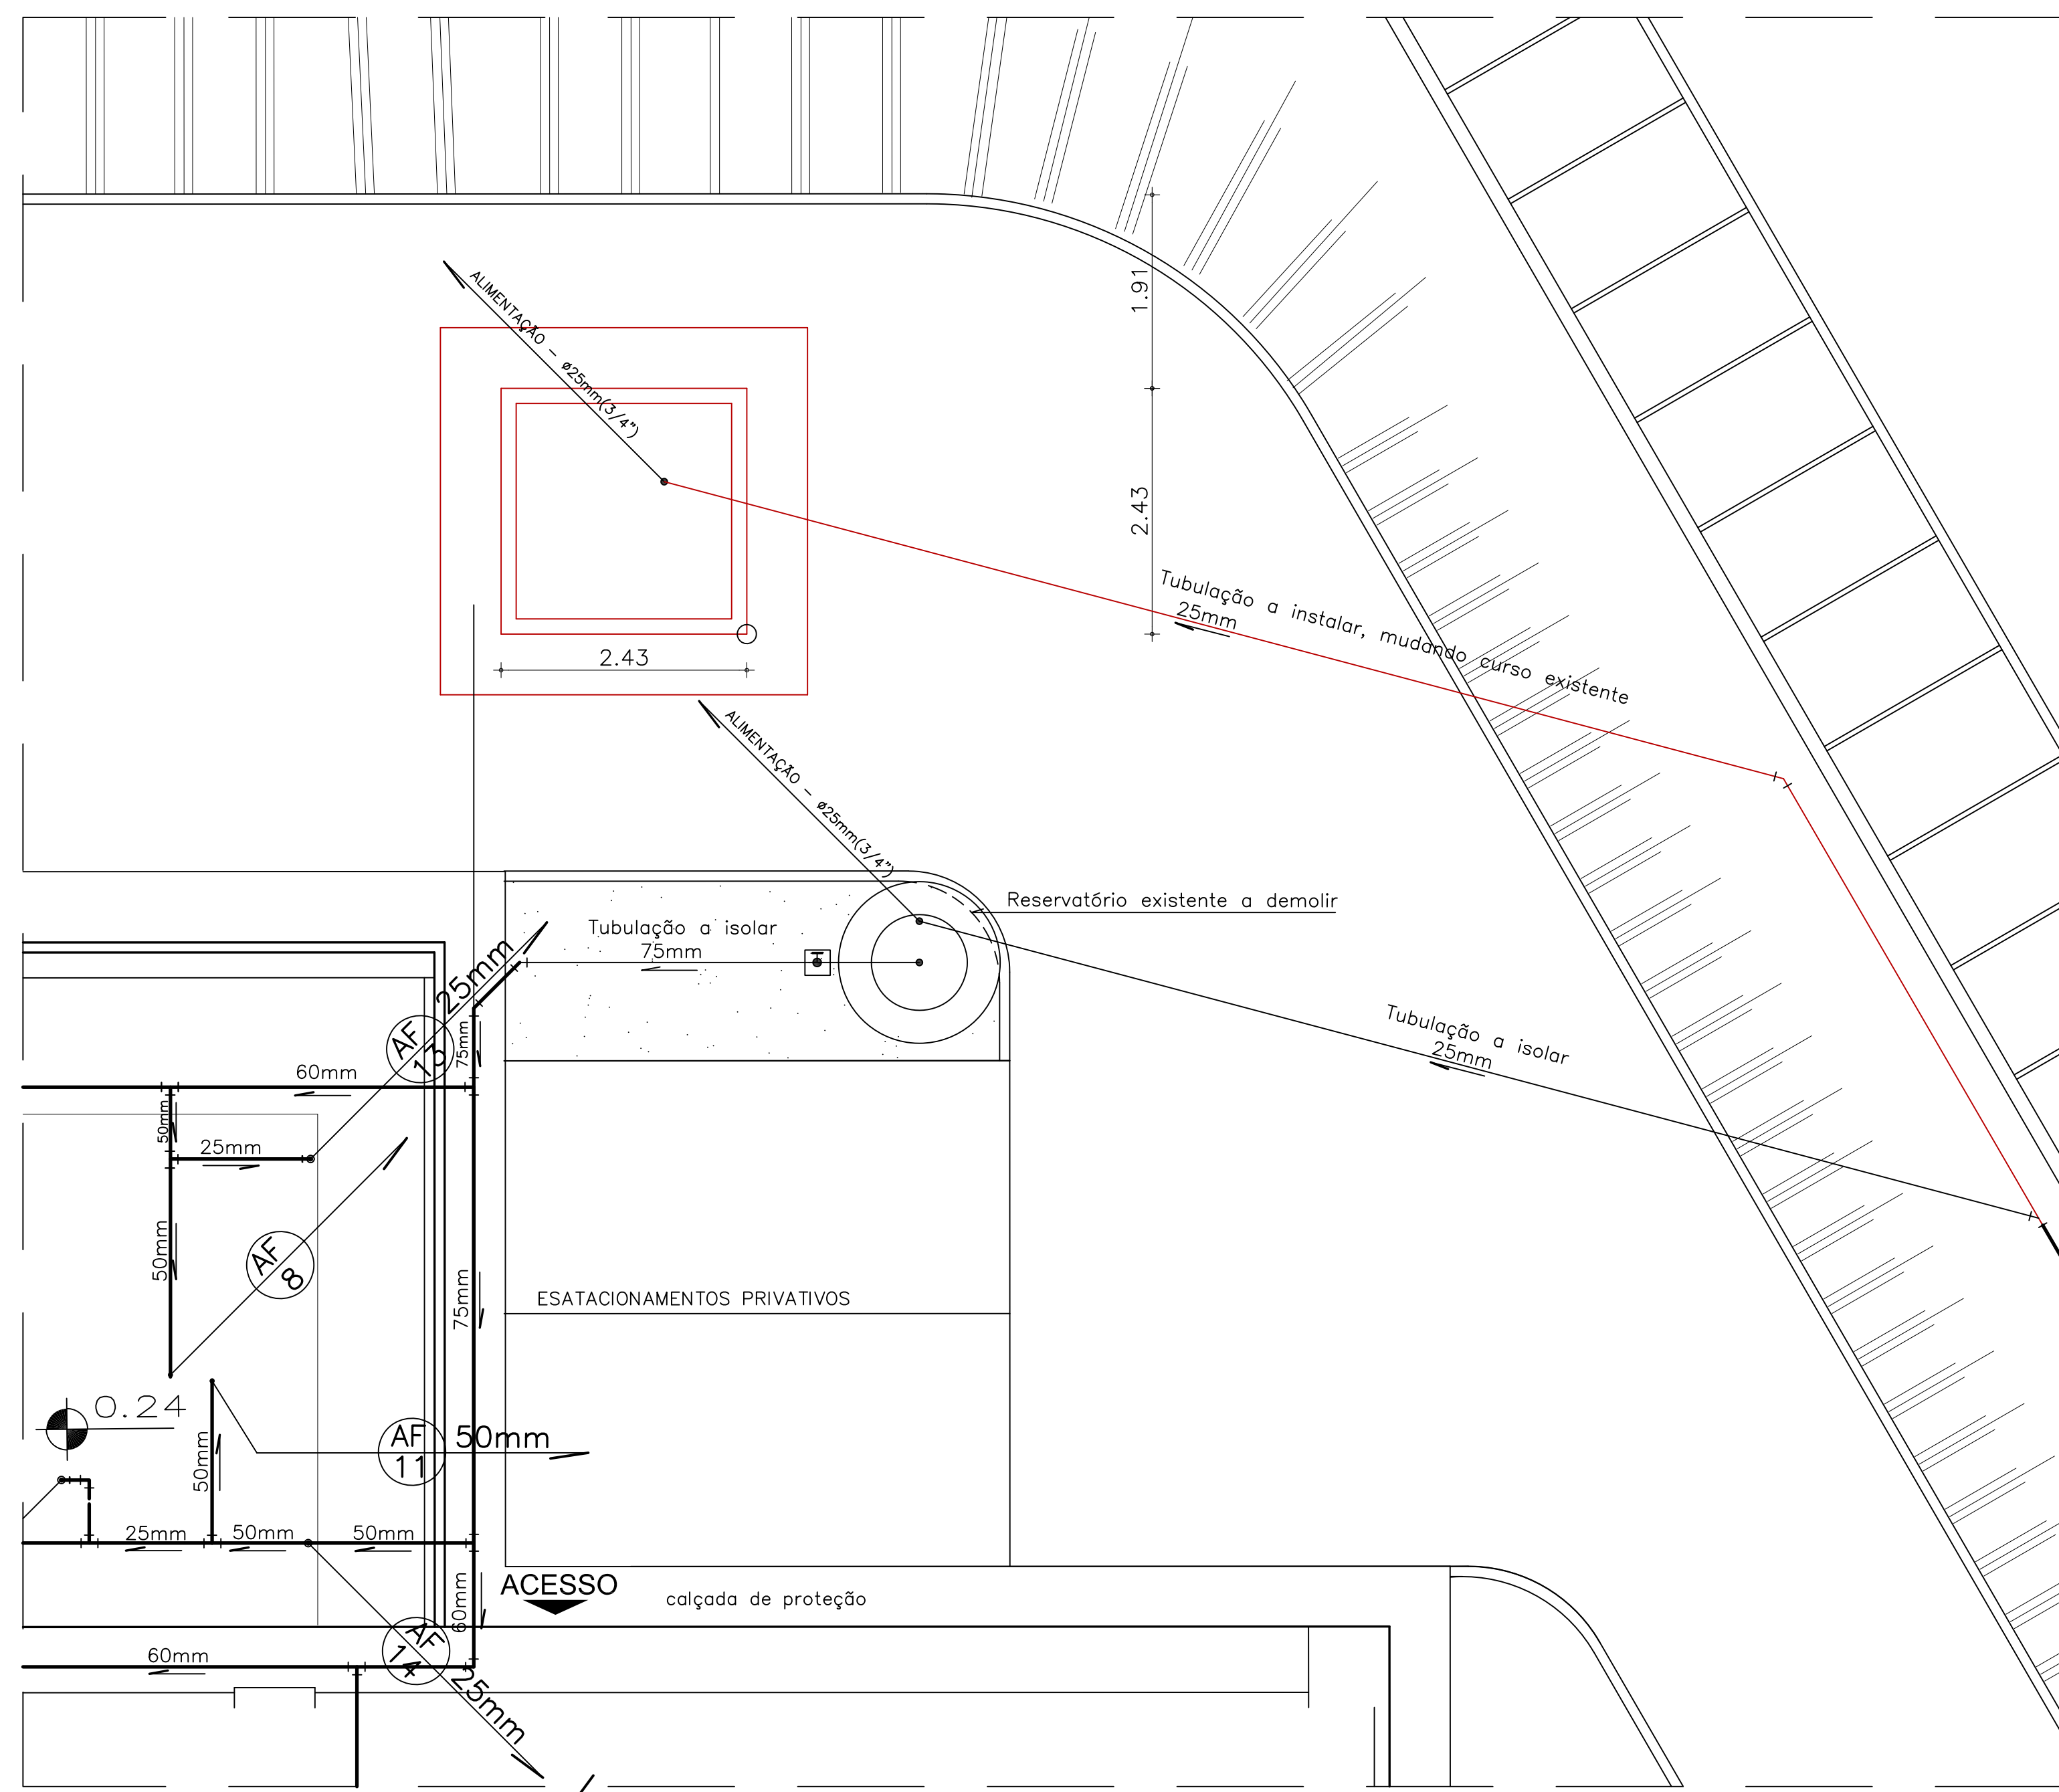 ALIMENTAÇÃO - ø25mm(3/4")
1.91
2.43
2.43
Tubulação a instalar, mudando curso existente
25mm
ALIMENTAÇÃO - ø25mm(3/4")
Reservatório existente a demolir
Tubulação a isolar
75mm
25mm
AF
13
75mm
Tubulação a isolar
25mm
60mm
50mm
25mm
50mm
AF
8
75mm
ESATACIONAMENTOS PRIVATIVOS
0.24
AF
11
50mm
50mm
25mm
50mm
50mm
60mm
ACESSO
calçada de proteção
AF
14
25mm
60mm